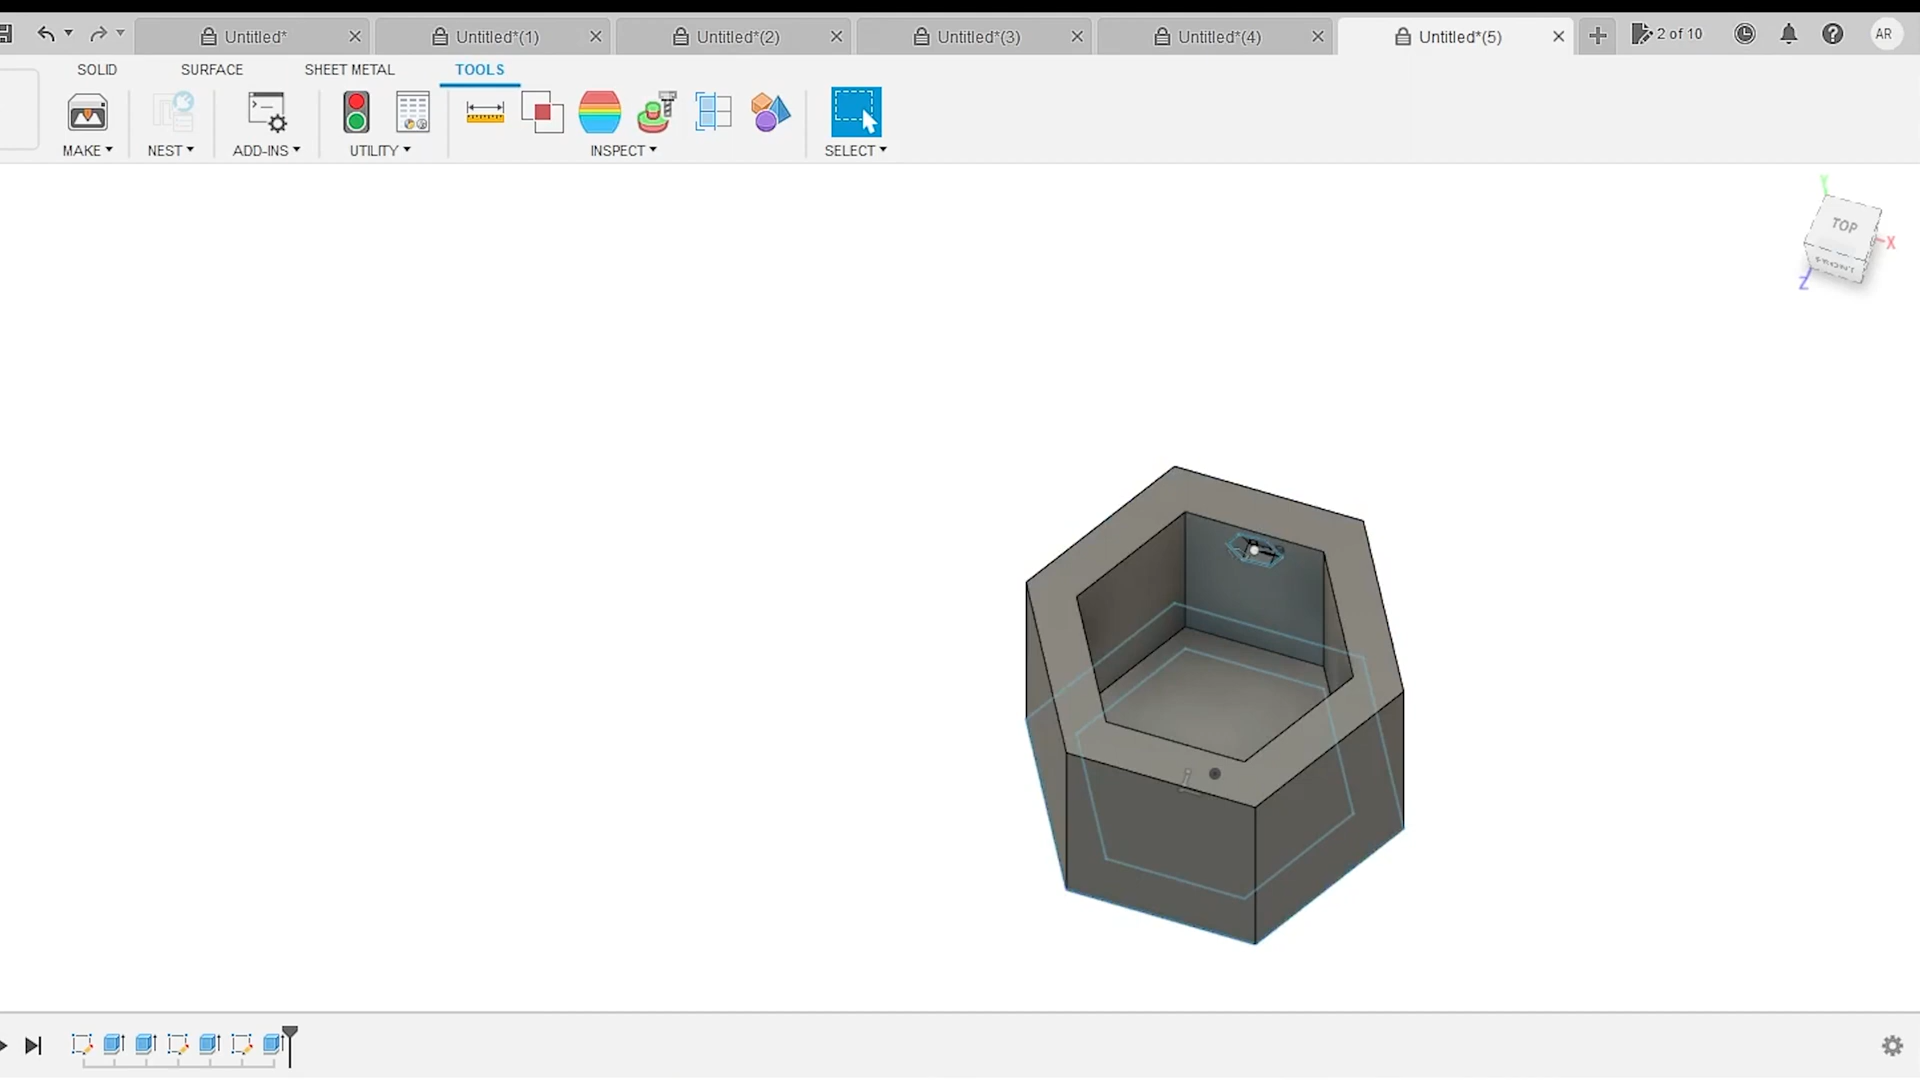 Untitled* Untitled*(1) Untitled*(2) Untitled*(3) Untitled*(4) Untitled*(5) 2 of 10 AR
SOLID SURFACE SHEET METAL TOOLS
MAKE NEST ADD-INS UTILITY INSPECT SELECT
Y
TOP
X
FRONT
Z